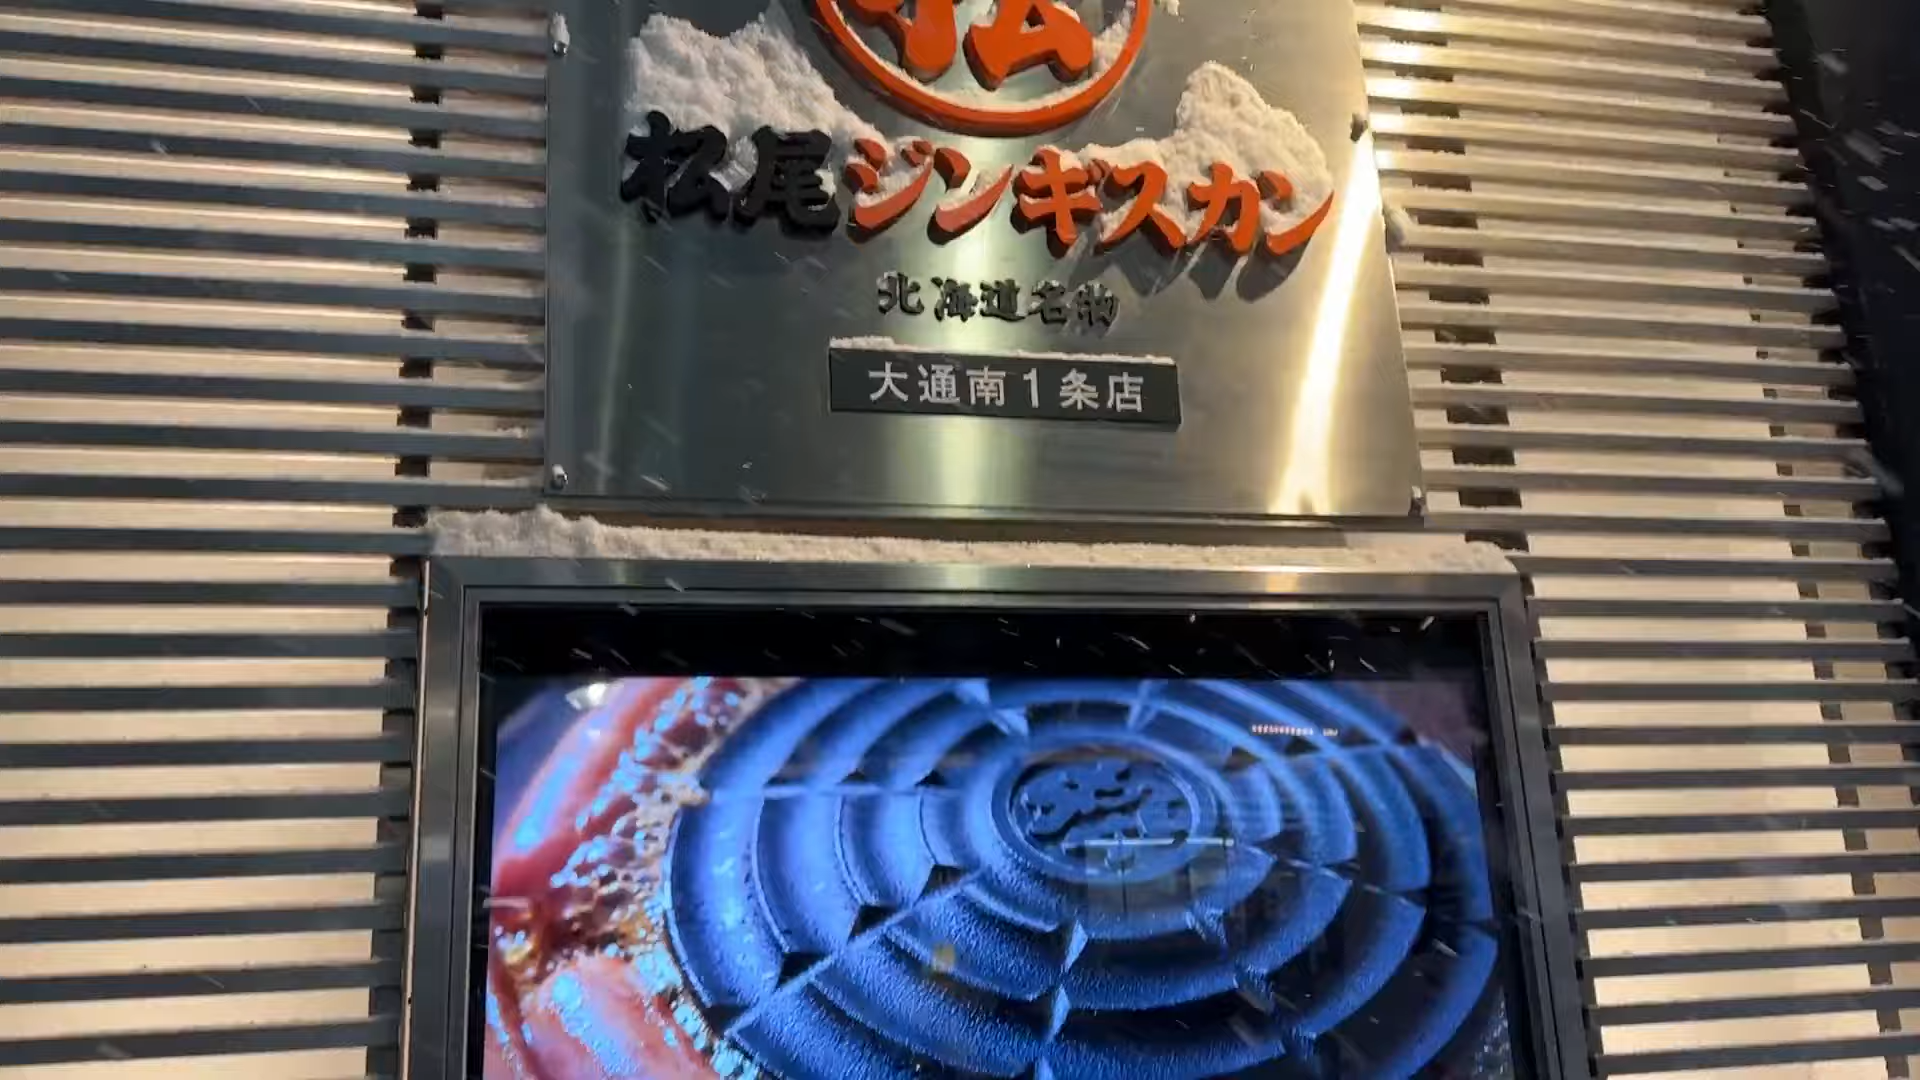 松
松尾ジンギスカン
北海道名物
大通南1条店